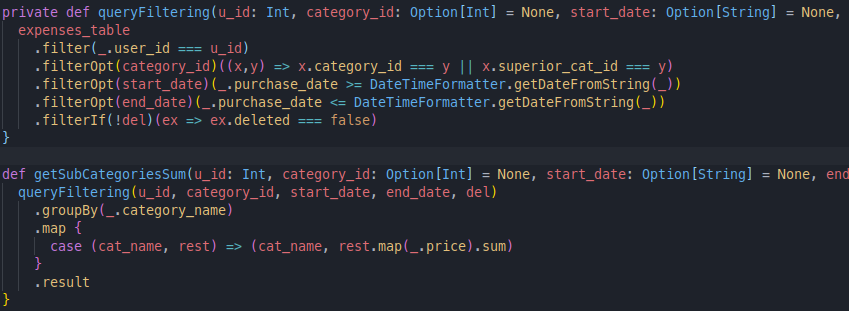 private def queryFiltering(u_id: Int, category_id: Option[Int] = None, start_date: Option[String] = None,
  expenses_table
    .filter(_.user_id === u_id)
    .filterOpt(category_id)((x,y) => x.category_id === y || x.superior_cat_id === y)
    .filterOpt(start_date)(_.purchase_date >= DateTimeFormatter.getDateFromString(_))
    .filterOpt(end_date)(_.purchase_date <= DateTimeFormatter.getDateFromString(_))
    .filterIf(!del)(ex => ex.deleted === false)
}
def getSubCategoriesSum(u_id: Int, category_id: Option[Int] = None, start_date: Option[String] = None, end
  queryFiltering(u_id, category_id, start_date, end_date, del)
    .groupBy(_.category_name)
    .map {
      case (cat_name, rest) => (cat_name, rest.map(_.price).sum)
    }
    .result
}